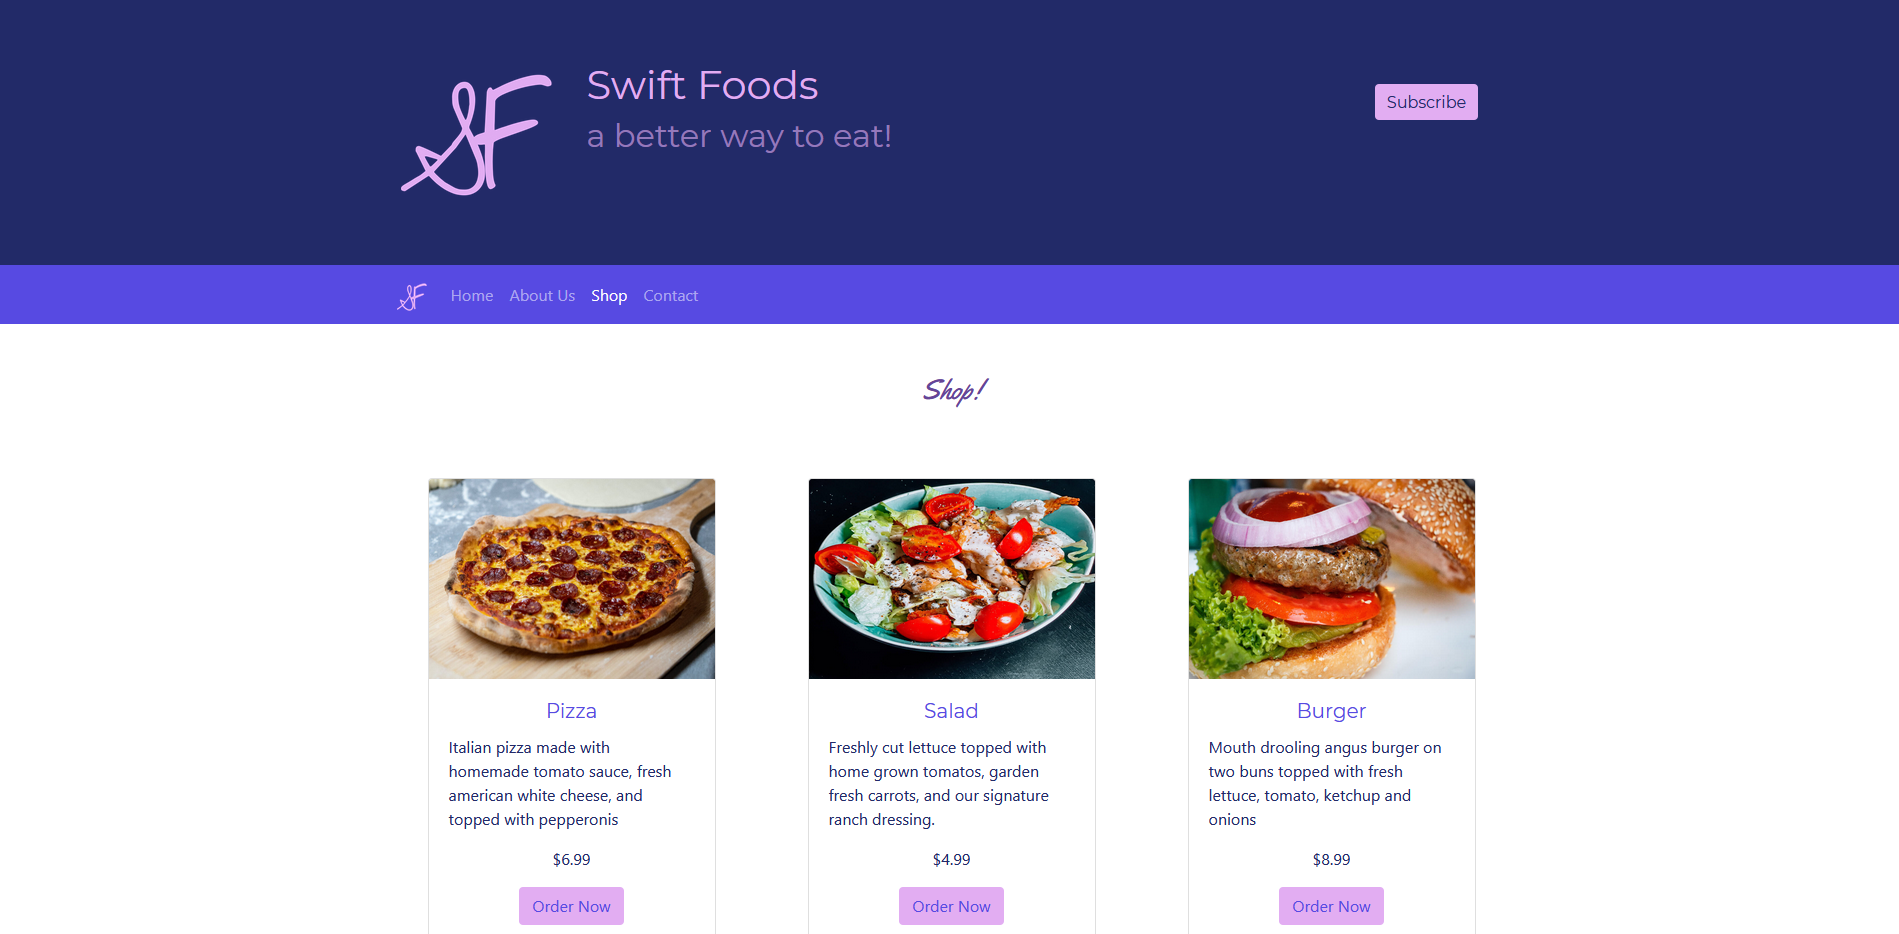 SF
Swift Foods
a better way to eat!
Subscribe
SF
Home
About Us
Shop
Contact
Shop!
Pizza
Italian pizza made with
homemade tomato sauce, fresh
american white cheese, and
topped with pepperonis
$6.99
Order Now
Salad
Freshly cut lettuce topped with
home grown tomatos, garden
fresh carrots, and our signature
ranch dressing.
$4.99
Order Now
Burger
Mouth drooling angus burger on
two buns topped with fresh
lettuce, tomato, ketchup and
onions
$8.99
Order Now